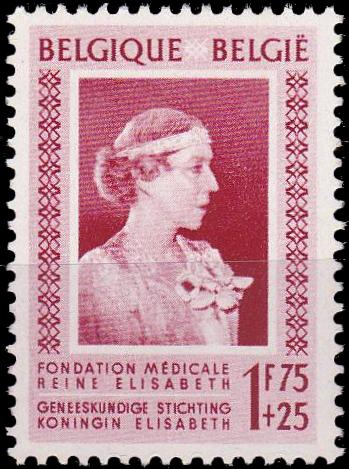 BELGIQUE BELGIË
FONDATION MÉDICALE
REINE ELISABETH
GENEESKUNDIGE STICHTING
KONINGIN ELISABETH
1F75
+25